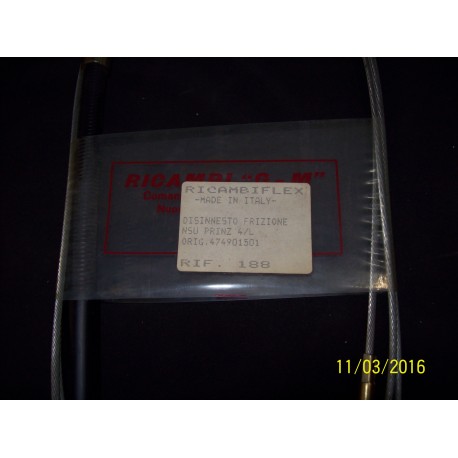 RICAMBI "G-M"
RICAMBIFLEX
-MADE IN ITALY-
DISINNESTO FRIZIONE
NSU PRINZ 4/L
ORIG.474901501
RIF. 188
11/03/2016